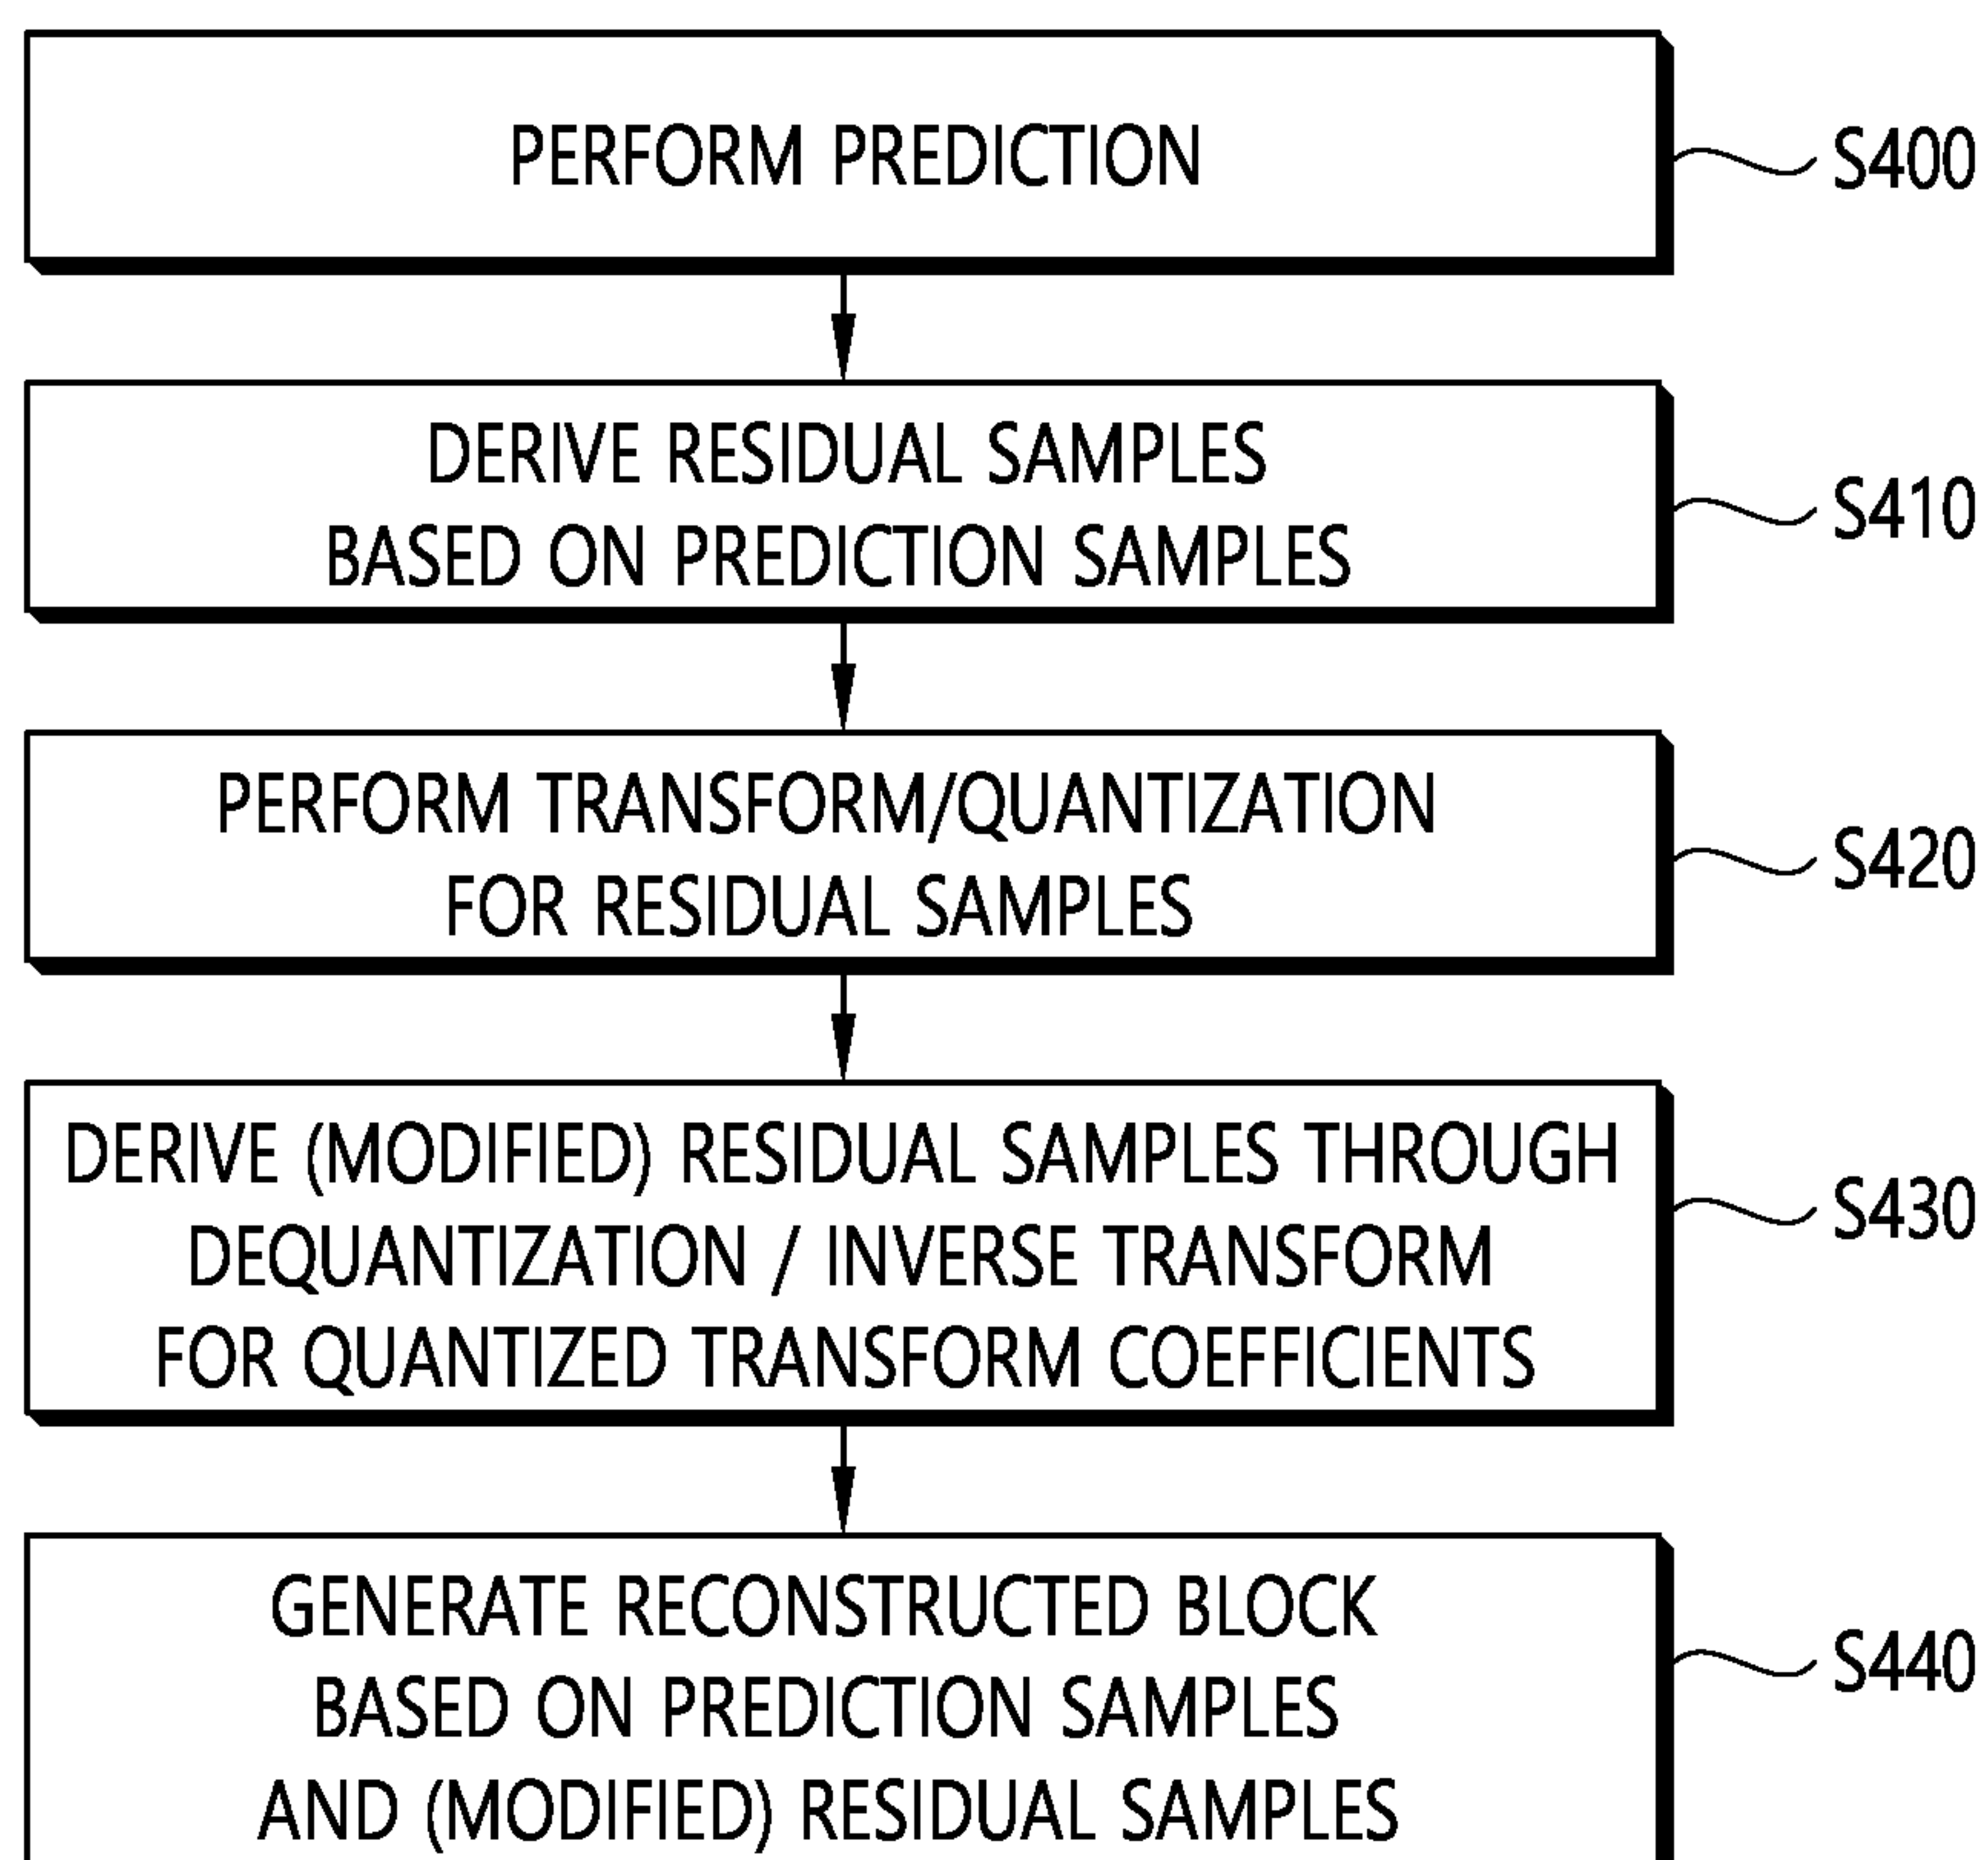 PERFORM PREDICTION
S400
DERIVE RESIDUAL SAMPLES
BASED ON PREDICTION SAMPLES
S410
PERFORM TRANSFORM/QUANTIZATION
FOR RESIDUAL SAMPLES
S420
DERIVE (MODIFIED) RESIDUAL SAMPLES THROUGH
DEQUANTIZATION / INVERSE TRANSFORM
FOR QUANTIZED TRANSFORM COEFFICIENTS
S430
GENERATE RECONSTRUCTED BLOCK
BASED ON PREDICTION SAMPLES
AND (MODIFIED) RESIDUAL SAMPLES
S440